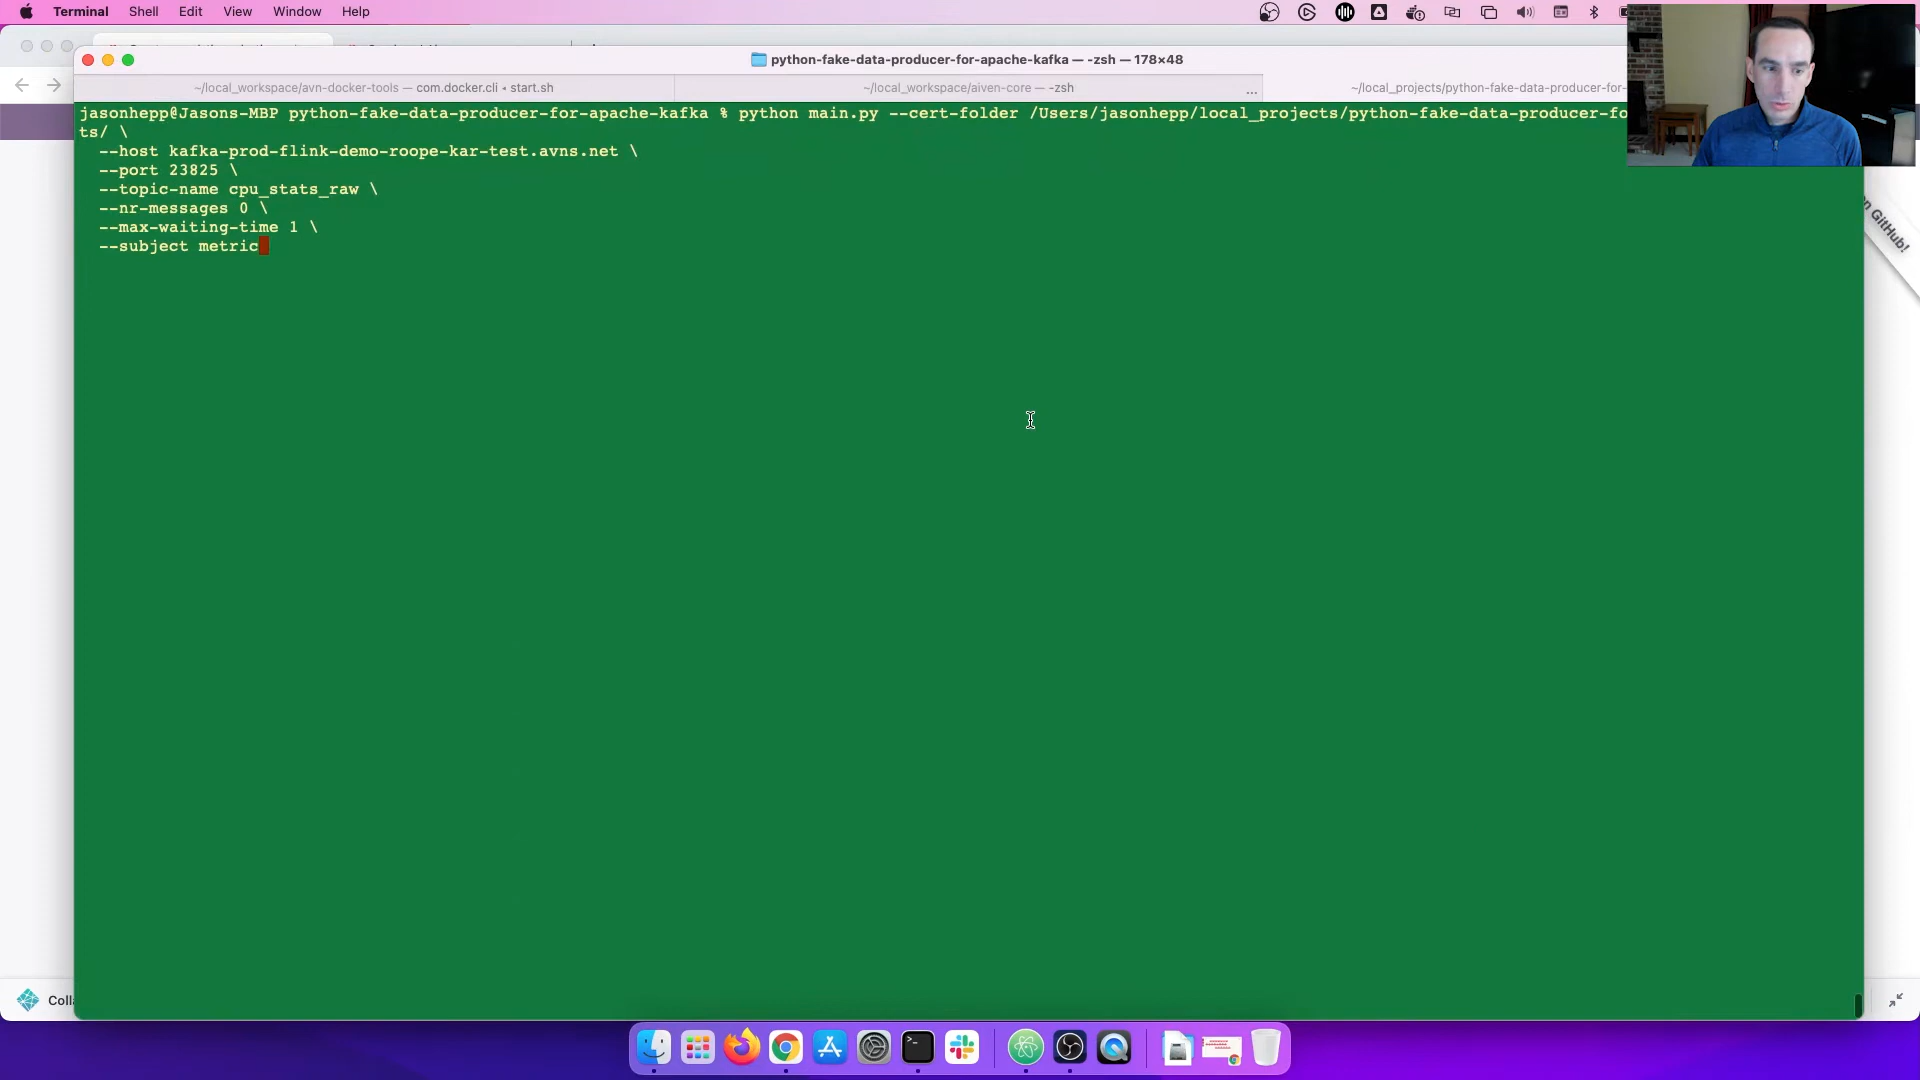 Terminal Shell Edit View Window Help
python-fake-data-producer-for-apache-kafka — -zsh — 178×48
~/local_workspace/avn-docker-tools — com.docker.cli • start.sh
~/local_workspace/aiven-core — -zsh
...
~/local_projects/python-fake-data-producer-for-
jasonhepp@Jasons-MBP python-fake-data-producer-for-apache-kafka % python main.py --cert-folder /Users/jasonhepp/local_projects/python-fake-data-producer-fo
ts/ \
--host kafka-prod-flink-demo-roope-kar-test.avns.net \
--port 23825 \
--topic-name cpu_stats_raw \
--nr-messages 0 \
--max-waiting-time 1 \
--subject metric
on GitHub!
Colla